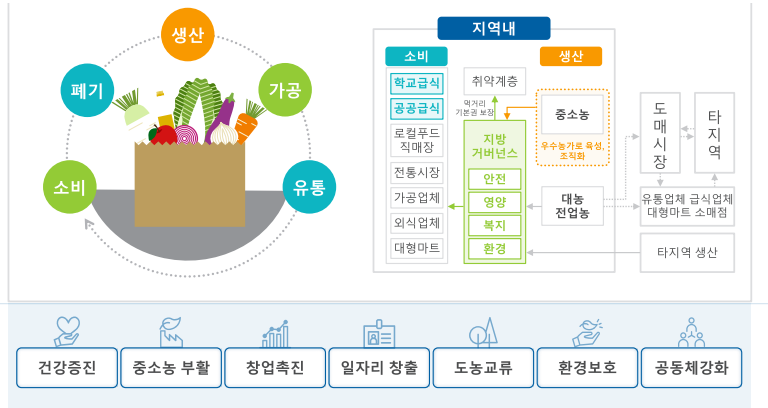 생산
폐기
가공
소비
유통
지역내
소비
생산
학교급식
공공급식
로컬푸드
직매장
전통시장
가공업체
외식업체
대형마트
취약계층
먹거리
기본권 보장
지방
거버넌스
안전
영양
복지
환경
중소농
우수농가로 육성,
조직화
대농
전업농
도매시장
타지역
유통업체 급식업체
대형마트 소매점
타지역 생산
건강증진
중소농 부활
창업촉진
일자리 창출
도농교류
환경보호
공동체강화